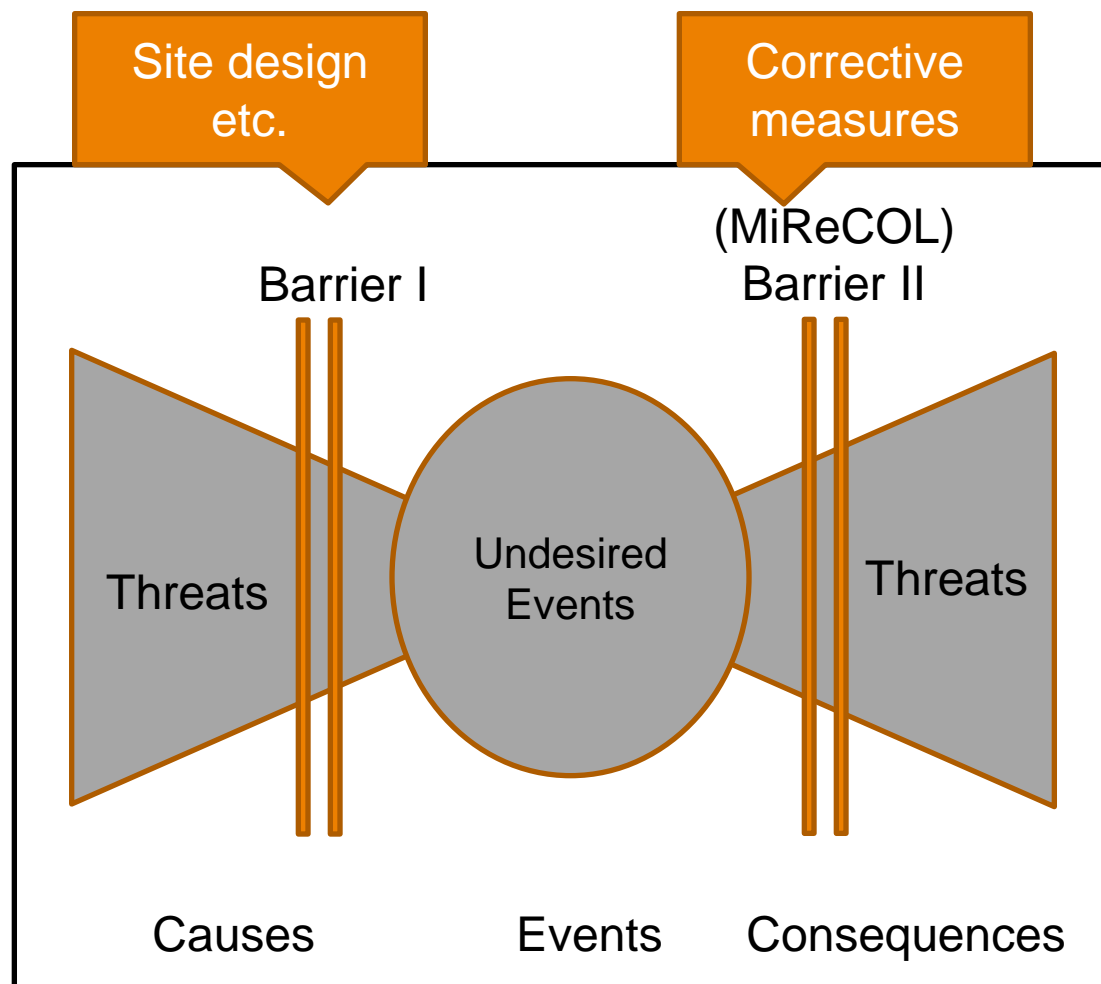 Site design
etc.
Corrective
measures
(MiReCOL)
Barrier I
Barrier II
Threats
Undesired
Events
Threats
Causes
Events
Consequences